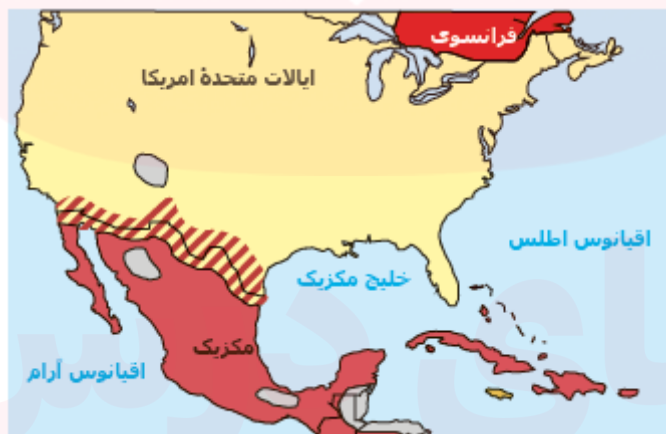 فرانسوی
ایالات متحدهٔ امریکا
اقیانوس اطلس
خلیج مکزیک
مکزیک
اقیانوس آرام